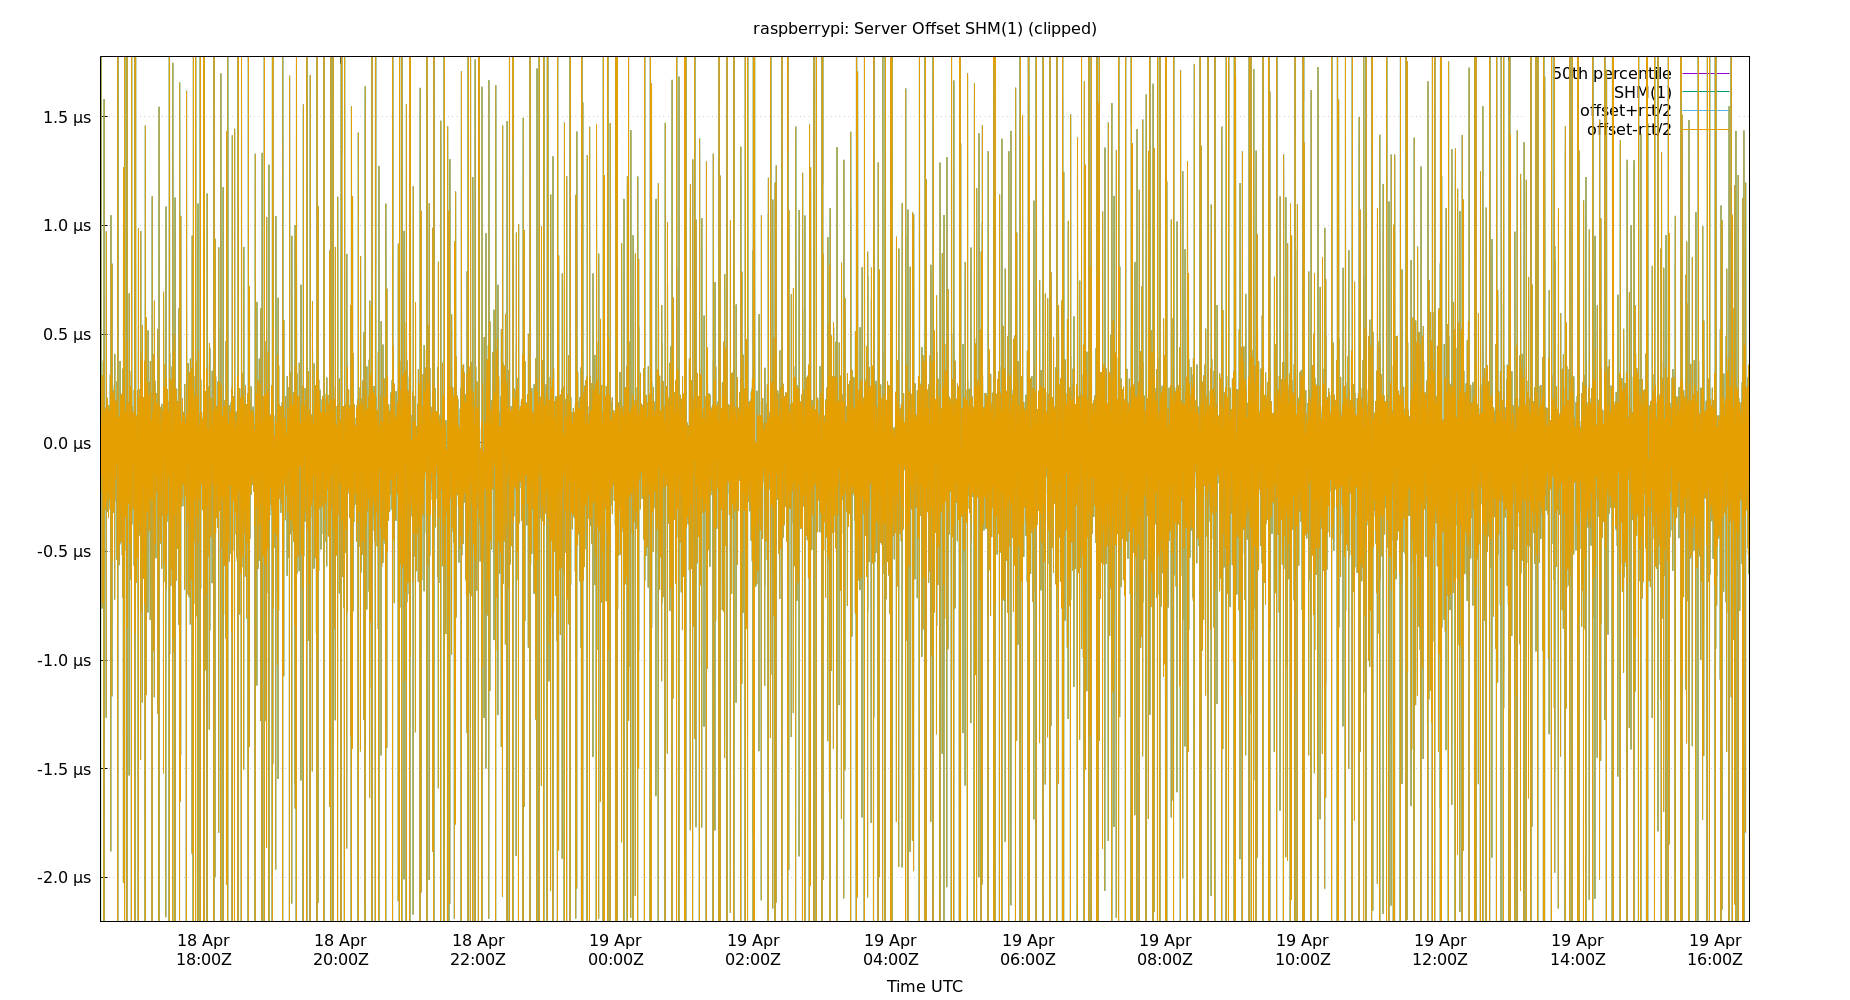 raspberrypi: Server Offset SHM(1) (clipped)
50th percentile
SHM(1)
offset+rtt/2
offset-rtt/2
1.5 µs
1.0 µs
0.5 µs
0.0 µs
-0.5 µs
-1.0 µs
-1.5 µs
-2.0 µs
18 Apr 18 Apr 18 Apr 19 Apr 19 Apr 19 Apr 19 Apr 19 Apr 19 Apr 19 Apr 19 Apr 19 Apr
18:00Z 20:00Z 22:00Z 00:00Z 02:00Z 04:00Z 06:00Z 08:00Z 10:00Z 12:00Z 14:00Z 16:00Z
Time UTC